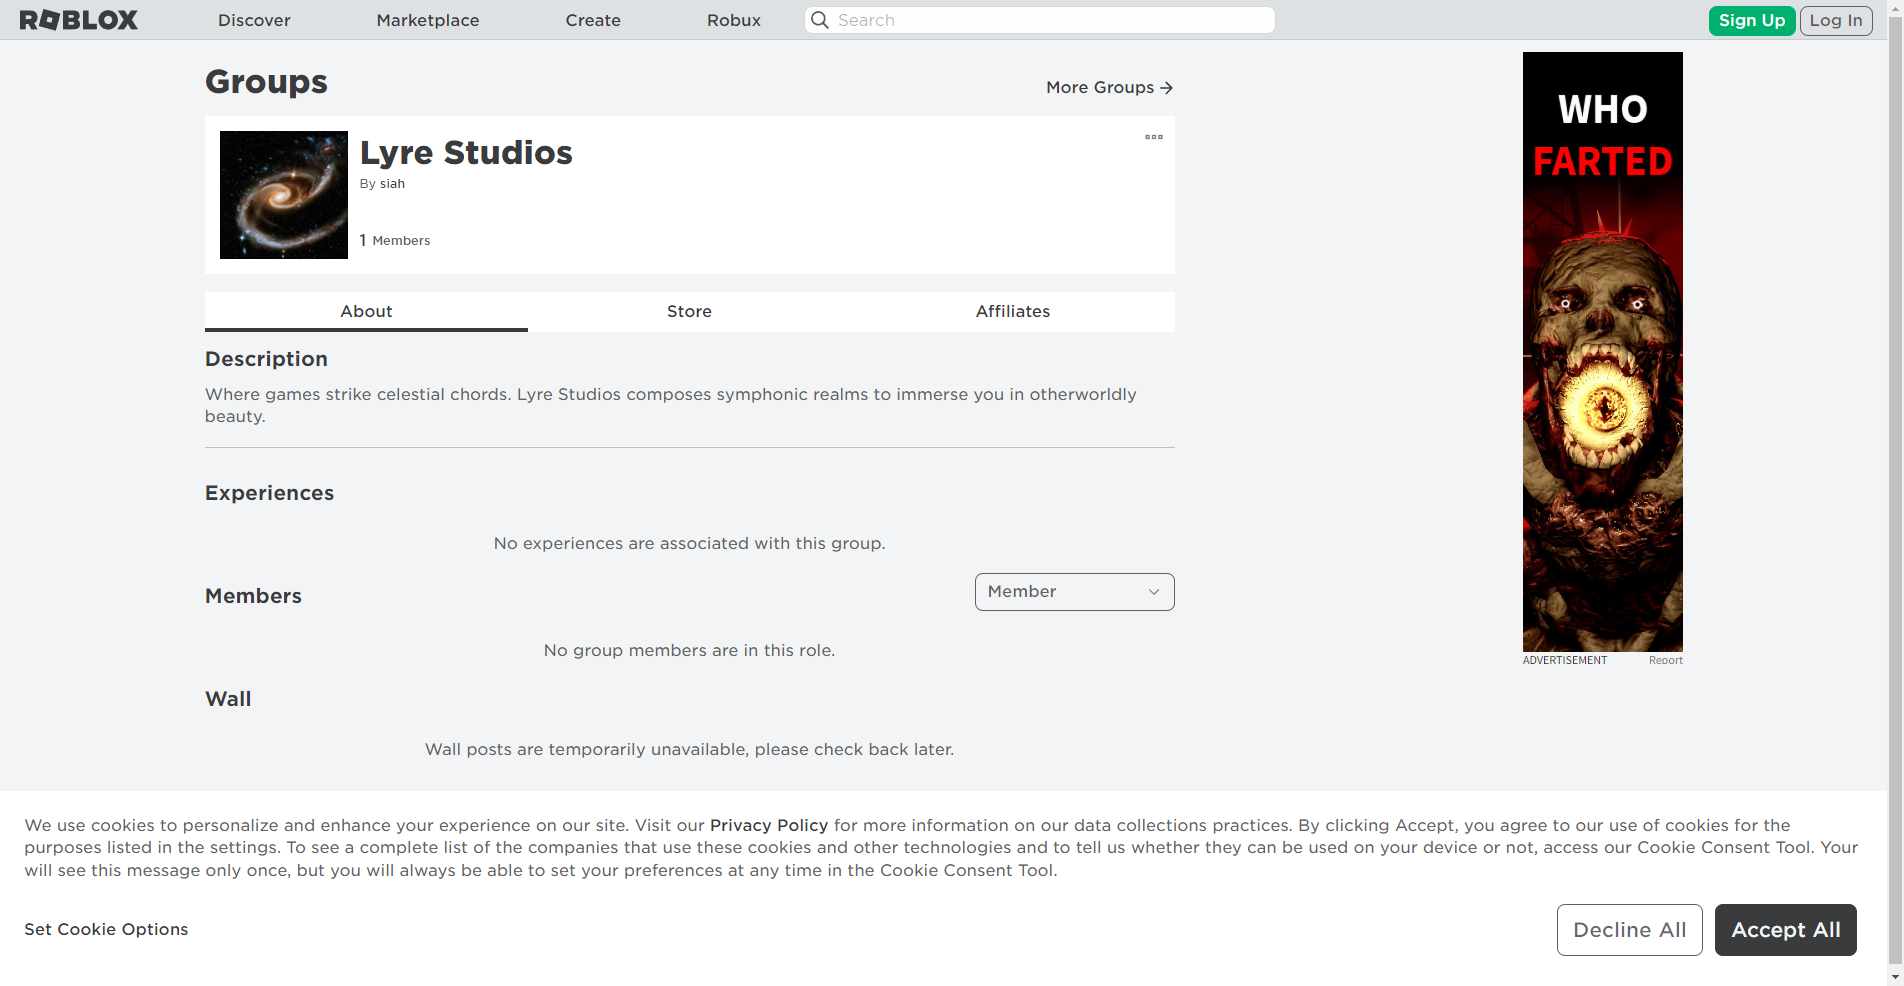 ROBLOX
Discover
Marketplace
Create
Robux
Search
Sign Up
Log In
Groups
More Groups
Lyre Studios
By siah
1 Members
About
Store
Affiliates
Description
Where games strike celestial chords. Lyre Studios composes symphonic realms to immerse you in otherworldly
beauty.
Experiences
No experiences are associated with this group.
Members
Member
No group members are in this role.
Wall
Wall posts are temporarily unavailable, please check back later.
WHO
FARTED
ADVERTISEMENT
Report
We use cookies to personalize and enhance your experience on our site. Visit our Privacy Policy for more information on our data collections practices. By clicking Accept, you agree to our use of cookies for the
purposes listed in the settings. To see a complete list of the companies that use these cookies and other technologies and to tell us whether they can be used on your device or not, access our Cookie Consent Tool. Your
will see this message only once, but you will always be able to set your preferences at any time in the Cookie Consent Tool.
Set Cookie Options
Decline All
Accept All